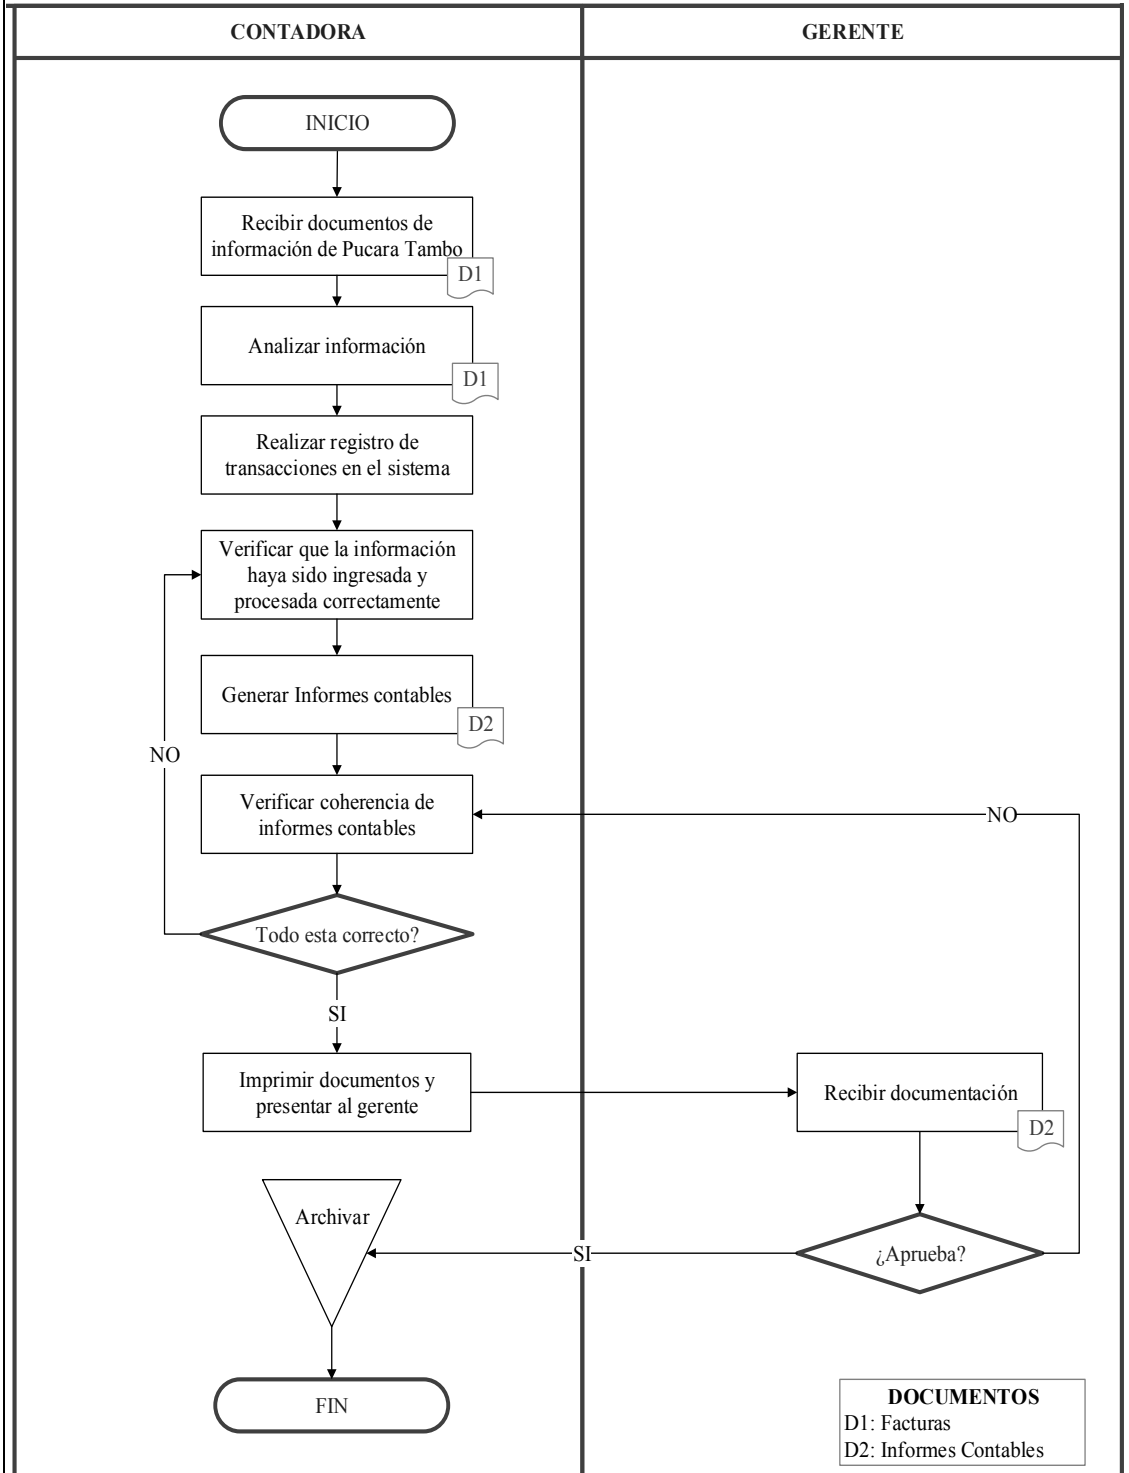 CONTADORA
GERENTE
INICIO
Recibir documentos de
información de Pucara Tambo
D1
Analizar información
D1
Realizar registro de
transacciones en el sistema
Verificar que la información
haya sido ingresada y
procesada correctamente
Generar Informes contables
D2
NO
Verificar coherencia de
informes contables
NO
Todo esta correcto?
SI
Imprimir documentos y
presentar al gerente
Recibir documentación
D2
Archivar
SI
¿Aprueba?
FIN
DOCUMENTOS
D1: Facturas
D2: Informes Contables